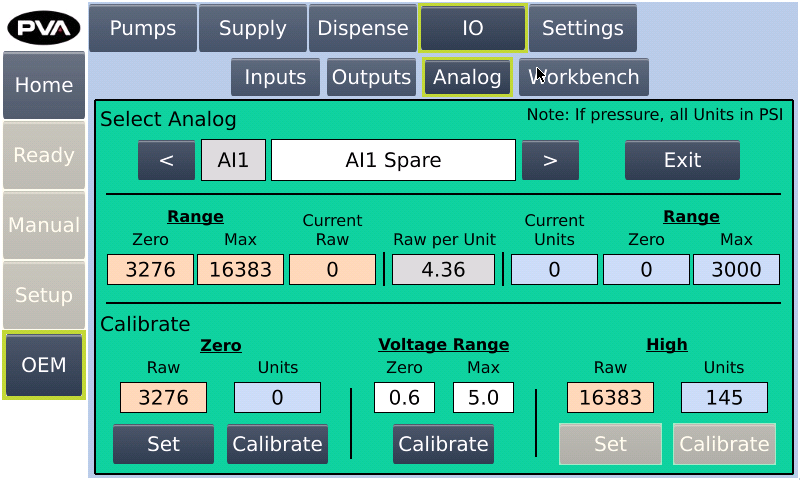 PVA
Pumps Supply Dispense IO Settings
Home
Inputs Outputs Analog Workbench
Select Analog
Note: If pressure, all Units in PSI
Ready
< AI1 AI1 Spare > Exit
Manual
Range
Current
Current
Range
Zero Max Raw Raw per Unit Units Zero Max
3276 16383 0 4.36 0 0 3000
Setup
Calibrate
OEM
Zero Voltage Range High
Raw Units Zero Max Raw Units
3276 0 0.6 5.0 16383 145
Set Calibrate Calibrate Set Calibrate